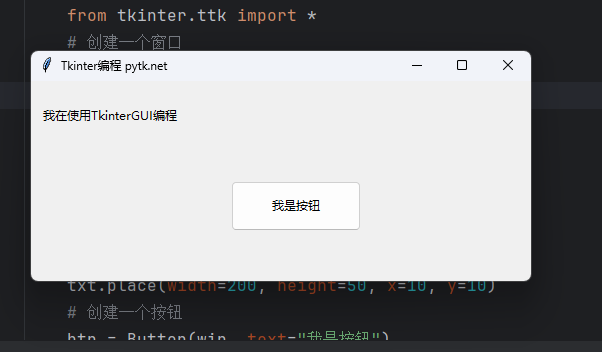 from tkinter.ttk import *
# 创建一个窗口
Tkinter编程 pytk.net
我在使用TkinterGUI编程
我是按钮
txt.place(width=200, height=50, x=10, y=10)
# 创建一个按钮
btn = Button(win, text="我是按钮")